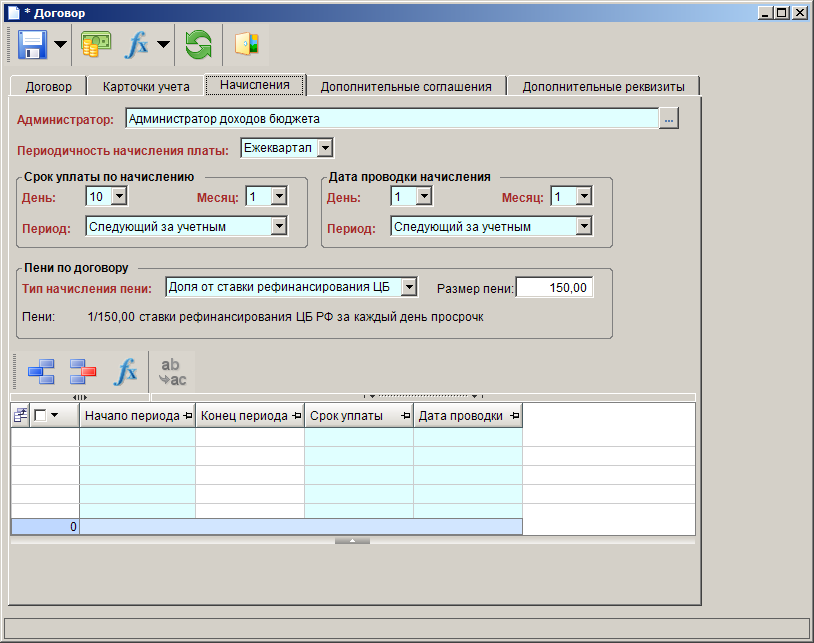 * Договор
Договор Карточки учета Начисления Дополнительные соглашения Дополнительные реквизиты
Администратор: Администратор доходов бюджета ...
Периодичность начисления платы: Ежеквартал
Срок уплаты по начислению Дата проводки начисления
День: 10 Месяц: 1 День: 1 Месяц: 1
Период: Следующий за учетным Период: Следующий за учетным
Пени по договору
Тип начисления пени: Доля от ставки рефинансирования ЦБ Размер пени: 150,00
Пени: 1/150,00 ставки рефинансирования ЦБ РФ за каждый день просрочк
ab
ac
Начало периода Конец периода Срок уплаты Дата проводки
0